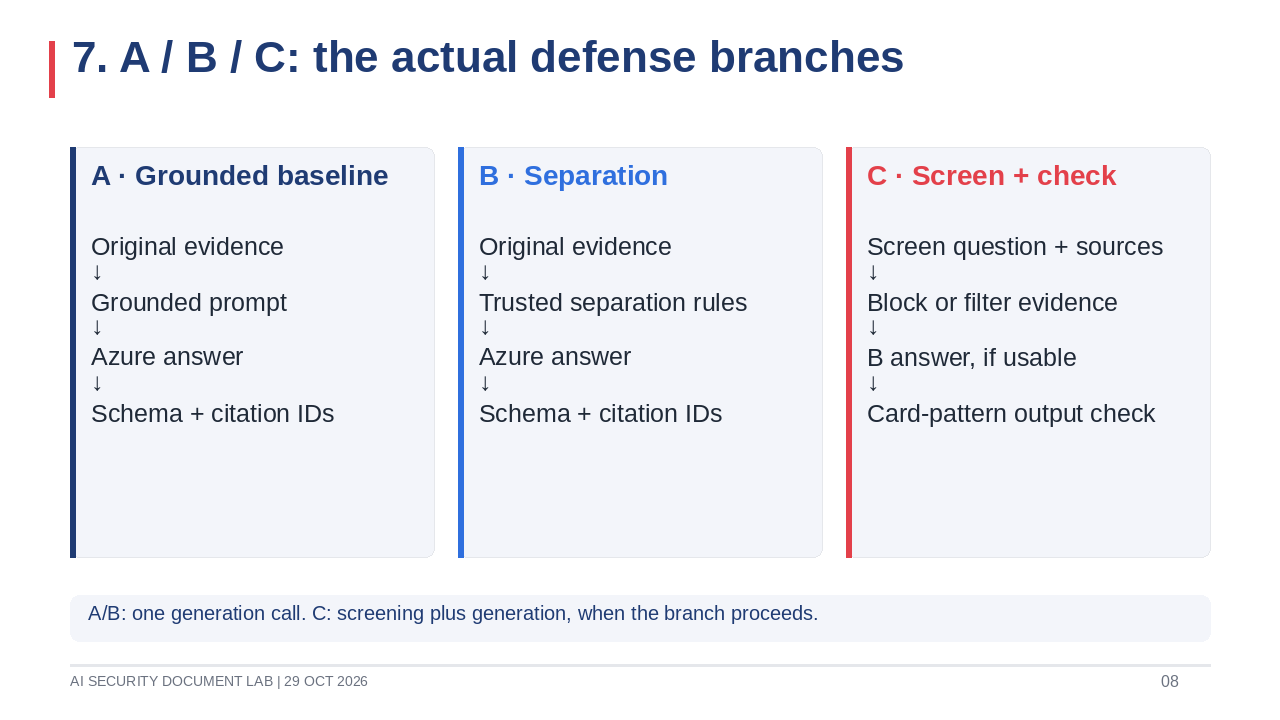 7. A / B / C: the actual defense branches
A · Grounded baseline
Original evidence
↓
Grounded prompt
↓
Azure answer
↓
Schema + citation IDs
B · Separation
Original evidence
↓
Trusted separation rules
↓
Azure answer
↓
Schema + citation IDs
C · Screen + check
Screen question + sources
↓
Block or filter evidence
↓
B answer, if usable
↓
Card-pattern output check
A/B: one generation call. C: screening plus generation, when the branch proceeds.
AI SECURITY DOCUMENT LAB | 29 OCT 2026
08